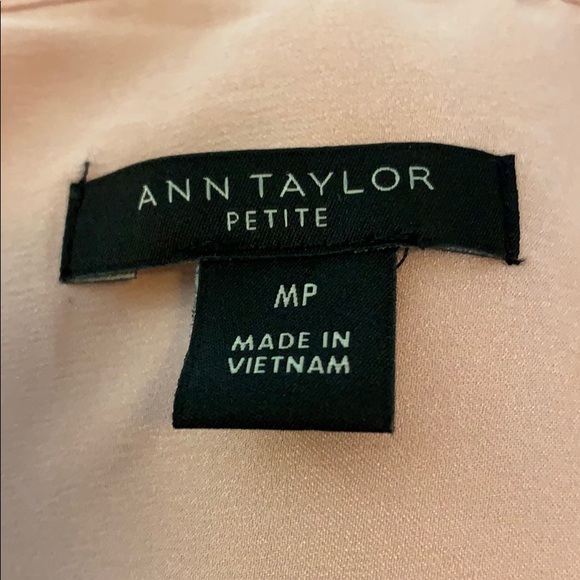 ANN TAYLOR
PETITE
MP
MADE IN
VIETNAM